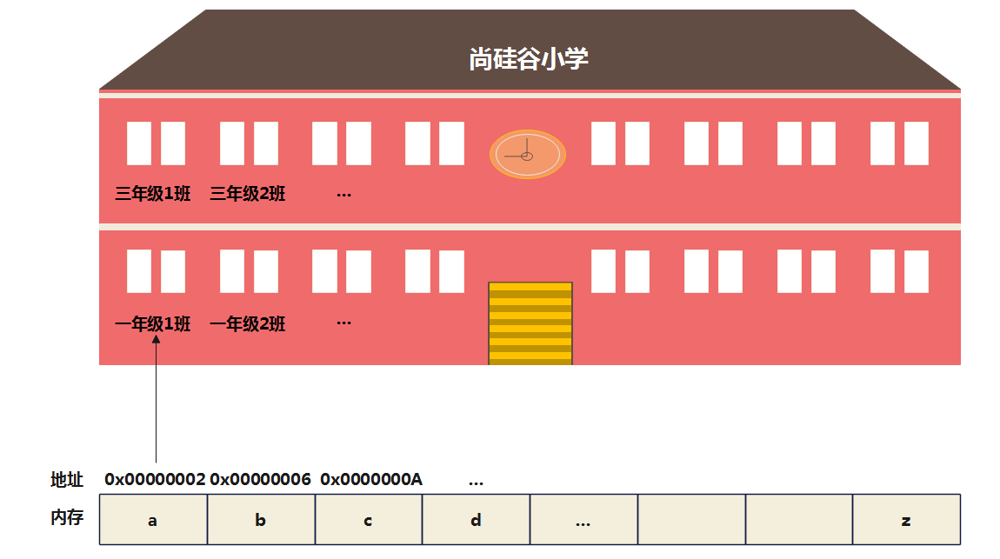 尚硅谷小学
三年级1班 三年级2班 ...
一年级1班 一年级2班 ...
地址 0x00000002 0x00000006 0x0000000A ...
内存 a b c d ... z